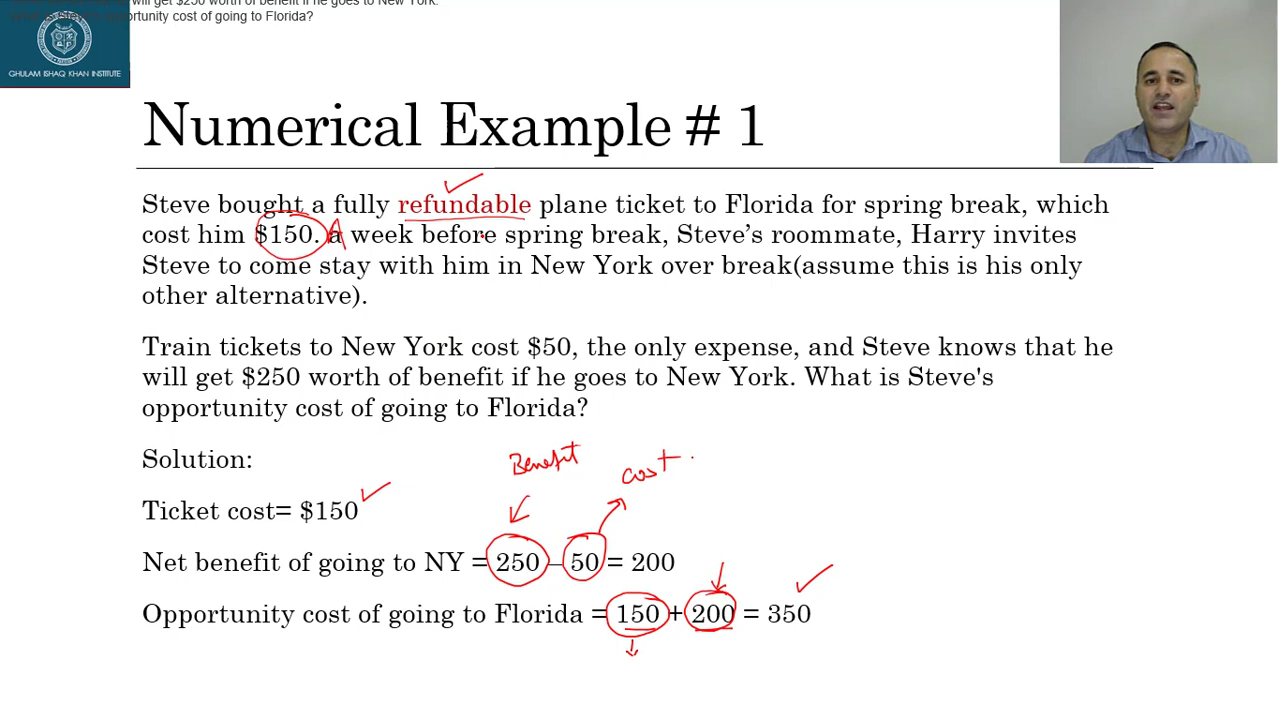 will get $250 worth of benefit if he goes to New York.
opportunity cost of going to Florida?
GHULAM ISHAQ KHAN INSTITUTE
Numerical Example # 1
Steve bought a fully refundable plane ticket to Florida for spring break, which
cost him $150. A week before spring break, Steve’s roommate, Harry invites
Steve to come stay with him in New York over break(assume this is his only
other alternative).
Train tickets to New York cost $50, the only expense, and Steve knows that he
will get $250 worth of benefit if he goes to New York. What is Steve's
opportunity cost of going to Florida?
Solution:
Benefit
cost
Ticket cost= $150
Net benefit of going to NY = 250 – 50 = 200
Opportunity cost of going to Florida = 150 + 200 = 350